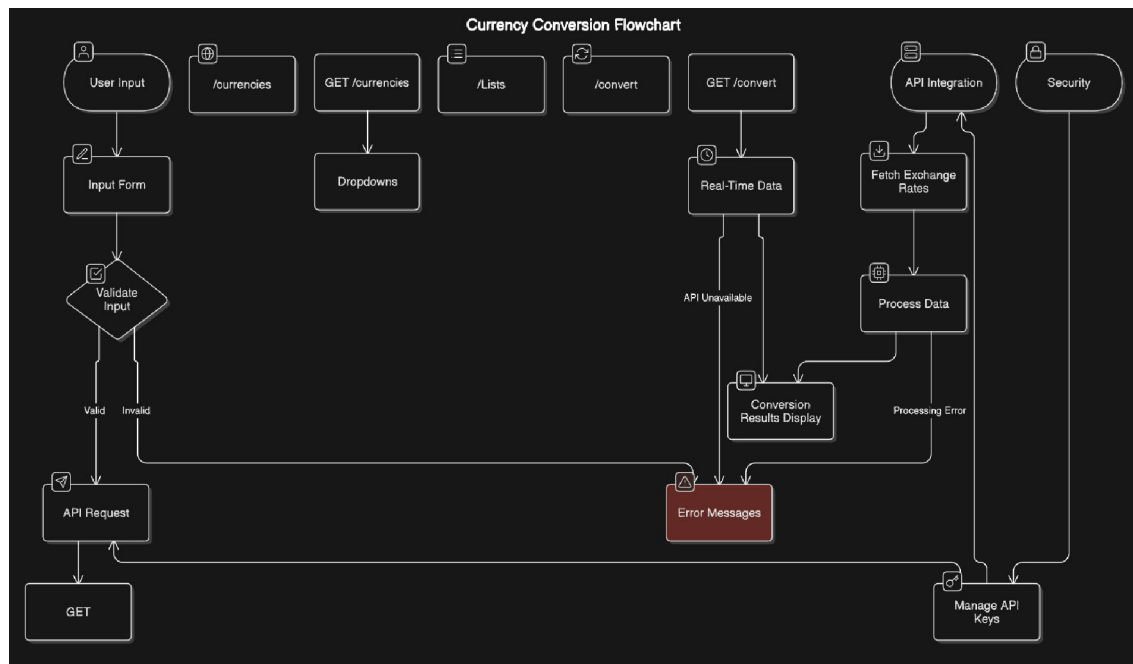 Currency Conversion Flowchart
User Input
/currencies
GET /currencies
/Lists
/convert
GET /convert
API Integration
Security
Input Form
Dropdowns
Real-Time Data
Fetch Exchange
Rates
Validate
Input
API Unavailable
Process Data
Valid
Invalid
Conversion
Results Display
Processing Error
API Request
Error Messages
GET
Manage API
Keys